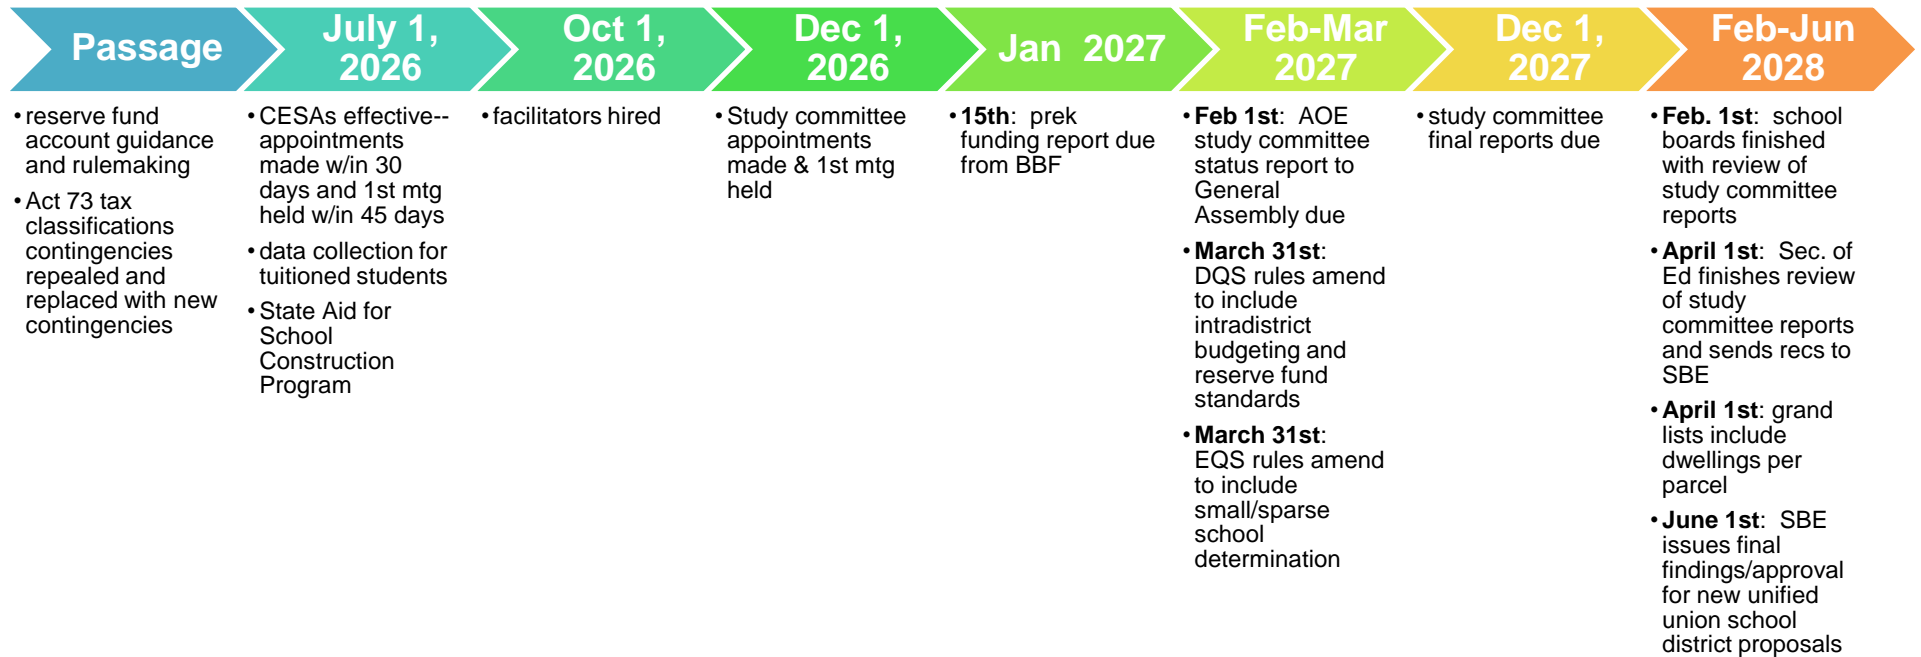 Passage
• reserve fund
account guidance
and rulemaking
• Act 73 tax
classifications
contingencies
repealed and
replaced with new
contingencies
July 1,
2026
• CESAs effective--
appointments
made w/in 30
days and 1st mtg
held w/in 45 days
• data collection for
tuitioned students
• State Aid for
School
Construction
Program
Oct 1,
2026
• facilitators hired
Dec 1,
2026
• Study committee
appointments
made & 1st mtg
held
Jan 2027
• 15th: prek
funding report due
from BBF
Feb-Mar
2027
• Feb 1st: AOE
study committee
status report to
General
Assembly due
• March 31st:
DQS rules amend
to include
intradistrict
budgeting and
reserve fund
standards
• March 31st:
EQS rules amend
to include
small/sparse
school
determination
Dec 1,
2027
• study committee
final reports due
Feb-Jun
2028
• Feb. 1st: school
boards finished
with review of
study committee
reports
• April 1st: Sec. of
Ed finishes review
of study
committee reports
and sends recs to
SBE
• April 1st: grand
lists include
dwellings per
parcel
• June 1st: SBE
issues final
findings/approval
for new unified
union school
district proposals